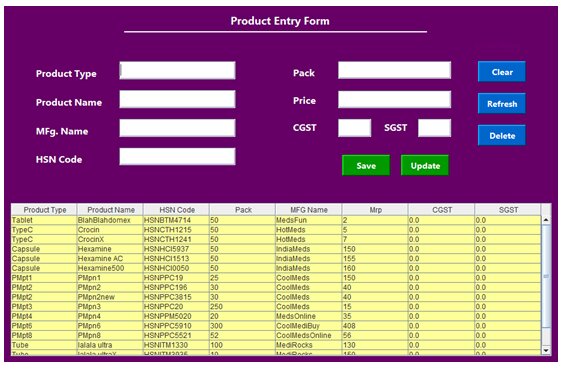 Product Entry Form
Product Type Pack Clear
Product Name Price Refresh
MFg. Name CGST SGST Delete
HSN Code Save Update
Product Type Product Name HSN Code Pack MFG Name Mrp CGST SGST
Tablet BlahBlahdomex HSNBTM4714 50 MedsFun 2 0.0 0.0
TypeC Crocin HSNCTH1215 50 HotMeds 5 0.0 0.0
TypeC CrocinX HSNCTH1241 50 HotMeds 7 0.0 0.0
Capsule Hexamine HSNHCI5937 50 IndiaMeds 150 0.0 0.0
Capsule Hexamine AC HSNHCI1513 50 IndiaMeds 155 0.0 0.0
Capsule Hexamine500 HSNHCI0050 50 IndiaMeds 160 0.0 0.0
PMpt1 PMpn1 HSNPPC19 25 CoolMeds 150 0.0 0.0
PMpt2 PMpn2 HSNPPC196 30 CoolMeds 40 0.0 0.0
PMpt2 PMpn2new HSNPPC3815 30 CoolMeds 40 0.0 0.0
PMpt3 PMpn3 HSNPPC20 250 CoolMeds 15 0.0 0.0
PMpt4 PMpn4 HSNPPM5020 20 MedsOnline 35 0.0 0.0
PMpt6 PMpn6 HSNPPC5910 300 CoolMediBuy 408 0.0 0.0
PMpt8 PMpn8 HSNPPC5521 52 CoolMedsOnline 56 0.0 0.0
Tube lalala ultra HSNITM1330 100 MediRocks 130 0.0 0.0
Tube lalala ultraX 10 MediRocks 150 0.0 0.0